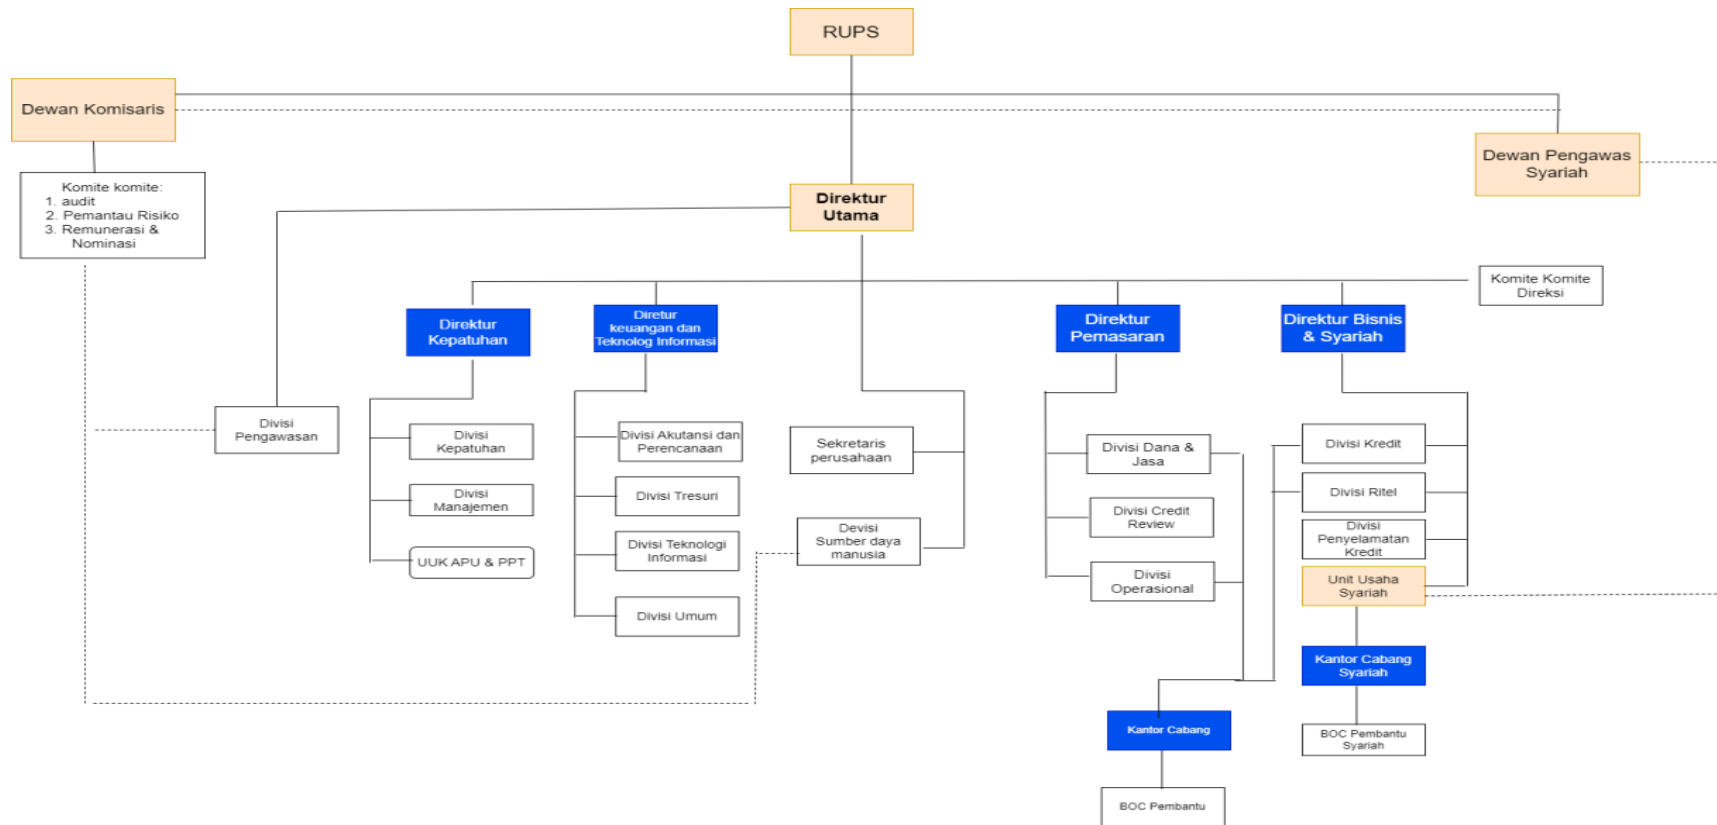 RUPS
Dewan Komisaris
Dewan Pengawas
Syariah
Komite komite:
1. audit
2. Pemantau Risiko
3. Remunerasi &
Nominasi
Direktur
Utama
Komite Komite
Direksi
Direktur
Kepatuhan
Diretur
keuangan dan
Teknolog Informasi
Direktur
Pemasaran
Direktur Bisnis
& Syariah
Divisi
Pengawasan
Divisi
Kepatuhan
Divisi
Manajemen
UUK APU & PPT
Divisi Akutansi dan
Perencanaan
Divisi Tresuri
Divisi Teknologi
Informasi
Divisi Umum
Sekretaris
perusahaan
Devisi
Sumber daya
manusia
Divisi Dana &
Jasa
Divisi Credit
Review
Divisi
Operasional
Divisi Kredit
Divisi Ritel
Divisi
Penyelamatan
Kredit
Unit Usaha
Syariah
Kantor Cabang
Syariah
BOC Pembantu
Syariah
Kantor Cabang
BOC Pembantu